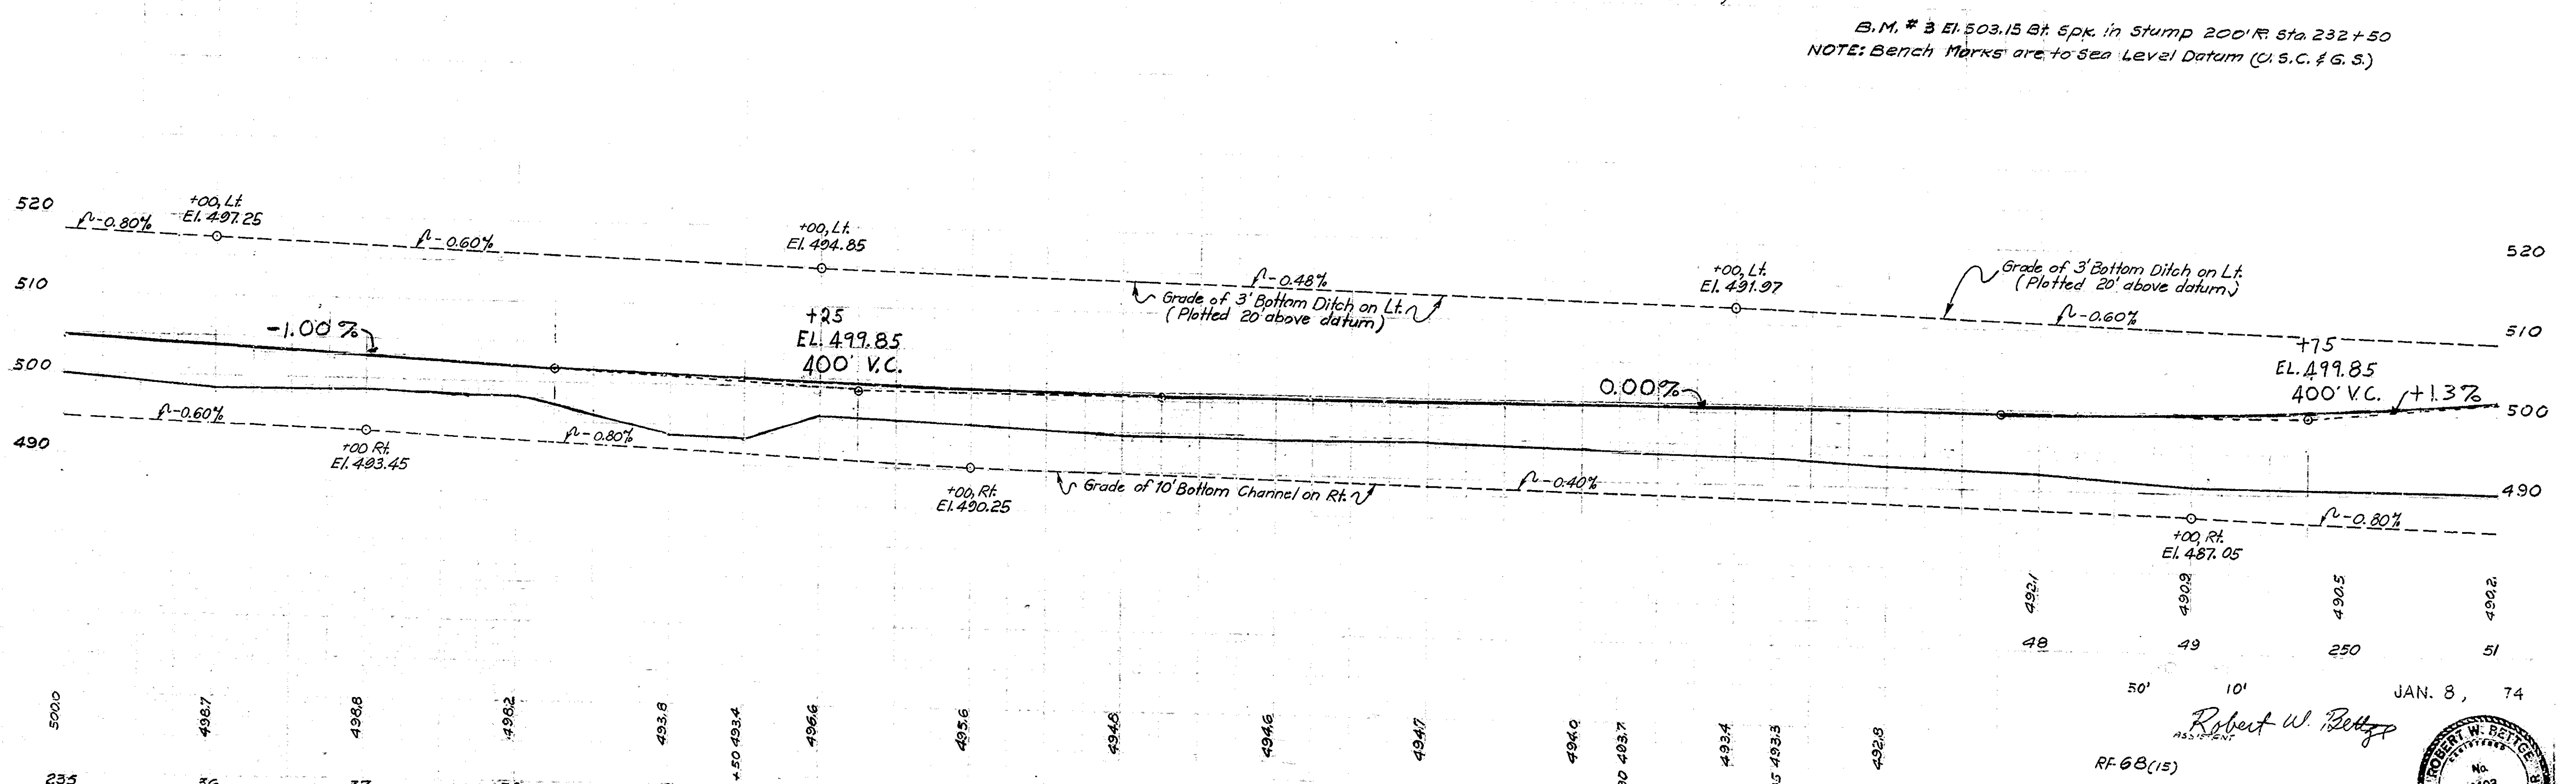 B.M. # 3 El. 503.15 Bt. Spk. in Stump 200' R. Sta. 232+50
NOTE: Bench Marks are to Sea Level Datum (U.S.C. & G.S.)
520
-0.80%
+00, Lt.
El. 497.25
-0.60%
+00, Lt.
El. 494.85
-0.48%
Grade of 3' Bottom Ditch on Lt.
(Plotted 20' above datum)
+00, Lt.
El. 491.97
Grade of 3' Bottom Ditch on Lt.
(Plotted 20' above datum)
-0.60%
520
510
510
-1.00%
+25
EL. 499.85
400' V.C.
0.00%
+75
EL. 499.85
400' V.C.
+1.3%
500
500
-0.60%
+00 Rt.
El. 493.45
-0.80%
490
+00, Rt.
El. 490.25
Grade of 10' Bottom Channel on Rt.
-0.40%
490
-0.80%
+00, Rt.
El. 487.05
492.1
490.9
490.5
490.2
48
49
250
51
500.0
498.7
498.8
498.2
493.8
+50 493.4
496.6
495.6
494.8
494.6
494.7
494.0
493.7
493.4
493.3
492.8
50'
10'
JAN. 8, 74
Robert W. Bettge
ASSISTENT
RF 68(15)
ROBERT W. BETTGE
REGISTERED
No.
235
36
37